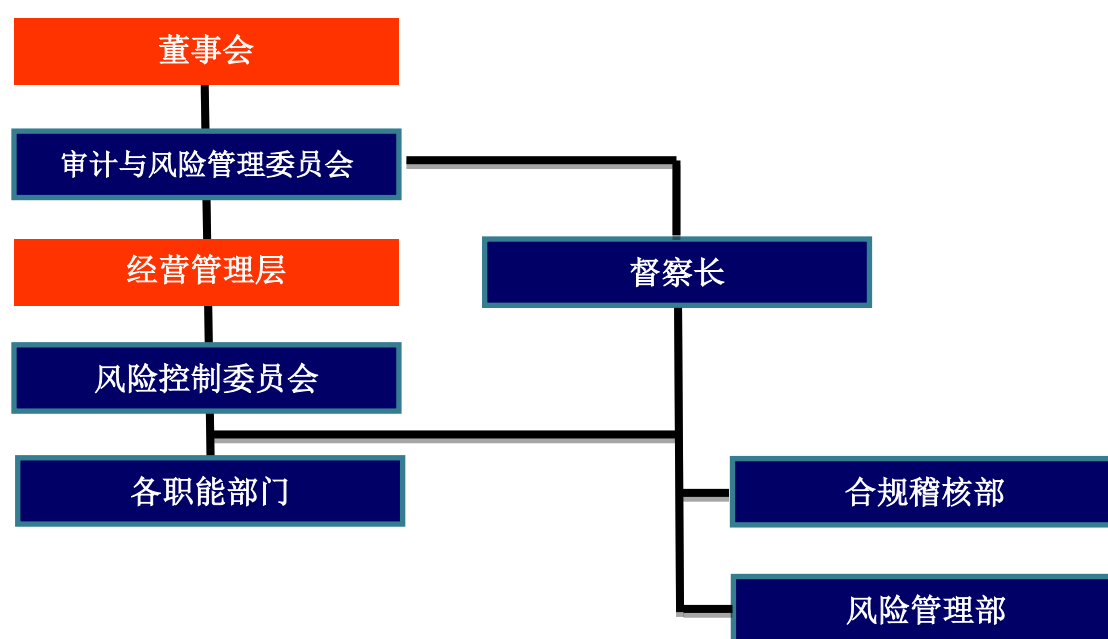 董事会
审计与风险管理委员会
经营管理层
督察长
风险控制委员会
各职能部门
合规稽核部
风险管理部